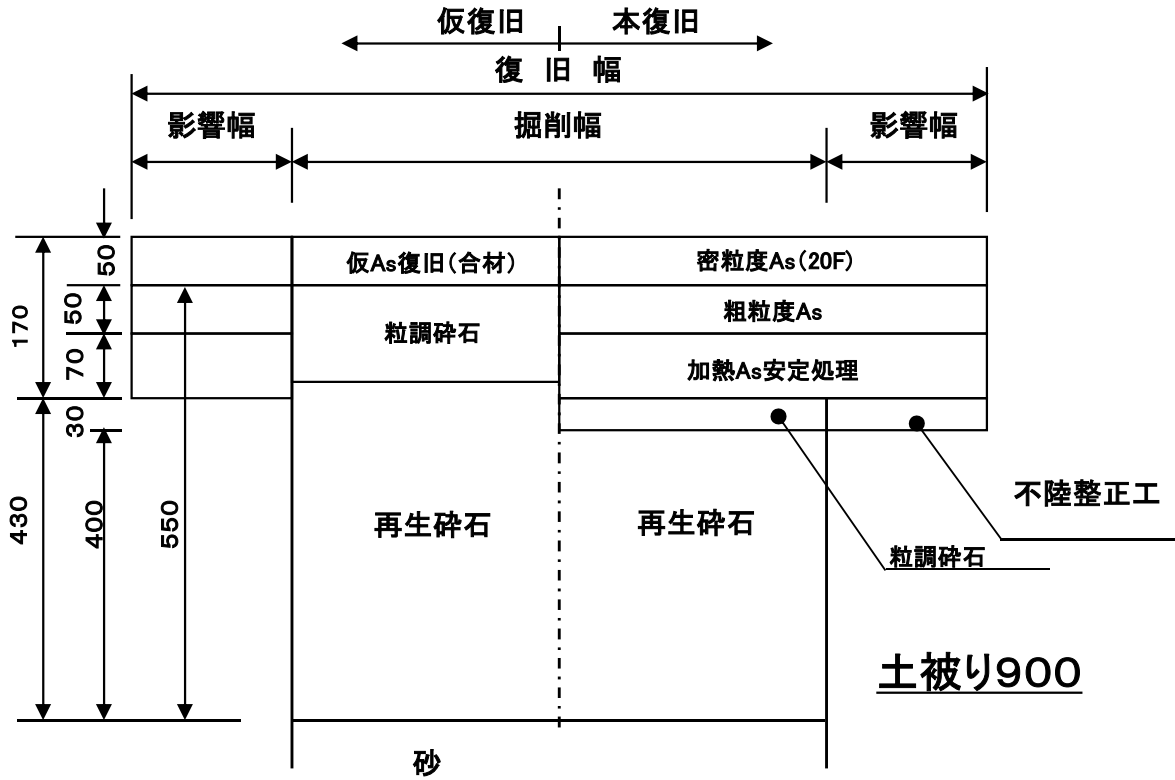 仮復旧 本復旧
復 旧 幅
影響幅 掘削幅 影響幅
50
仮As復旧(合材) 密粒度As(20F)
170
50
粒調砕石 粗粒度As
70
加熱As安定処理
30
430
400
550
再生砕石 再生砕石
不陸整正工
粒調砕石
土被り900
砂